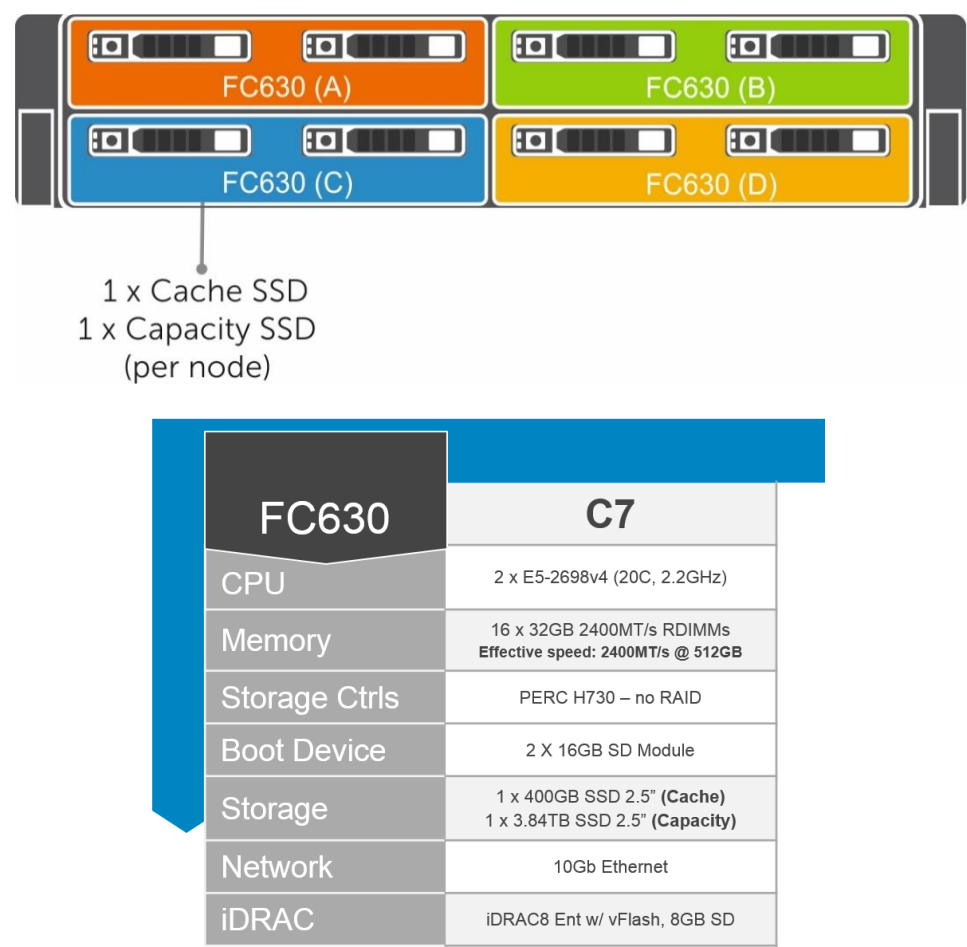 FC630 (A)
FC630 (B)
FC630 (C)
FC630 (D)
1 x Cache SSD
1 x Capacity SSD
(per node)
FC630
C7
CPU
2 x E5-2698v4 (20C, 2.2GHz)
Memory
16 x 32GB 2400MT/s RDIMMs
Effective speed: 2400MT/s @ 512GB
Storage Ctrls
PERC H730 – no RAID
Boot Device
2 X 16GB SD Module
Storage
1 x 400GB SSD 2.5” (Cache)
1 x 3.84TB SSD 2.5” (Capacity)
Network
10Gb Ethernet
iDRAC
iDRAC8 Ent w/ vFlash, 8GB SD